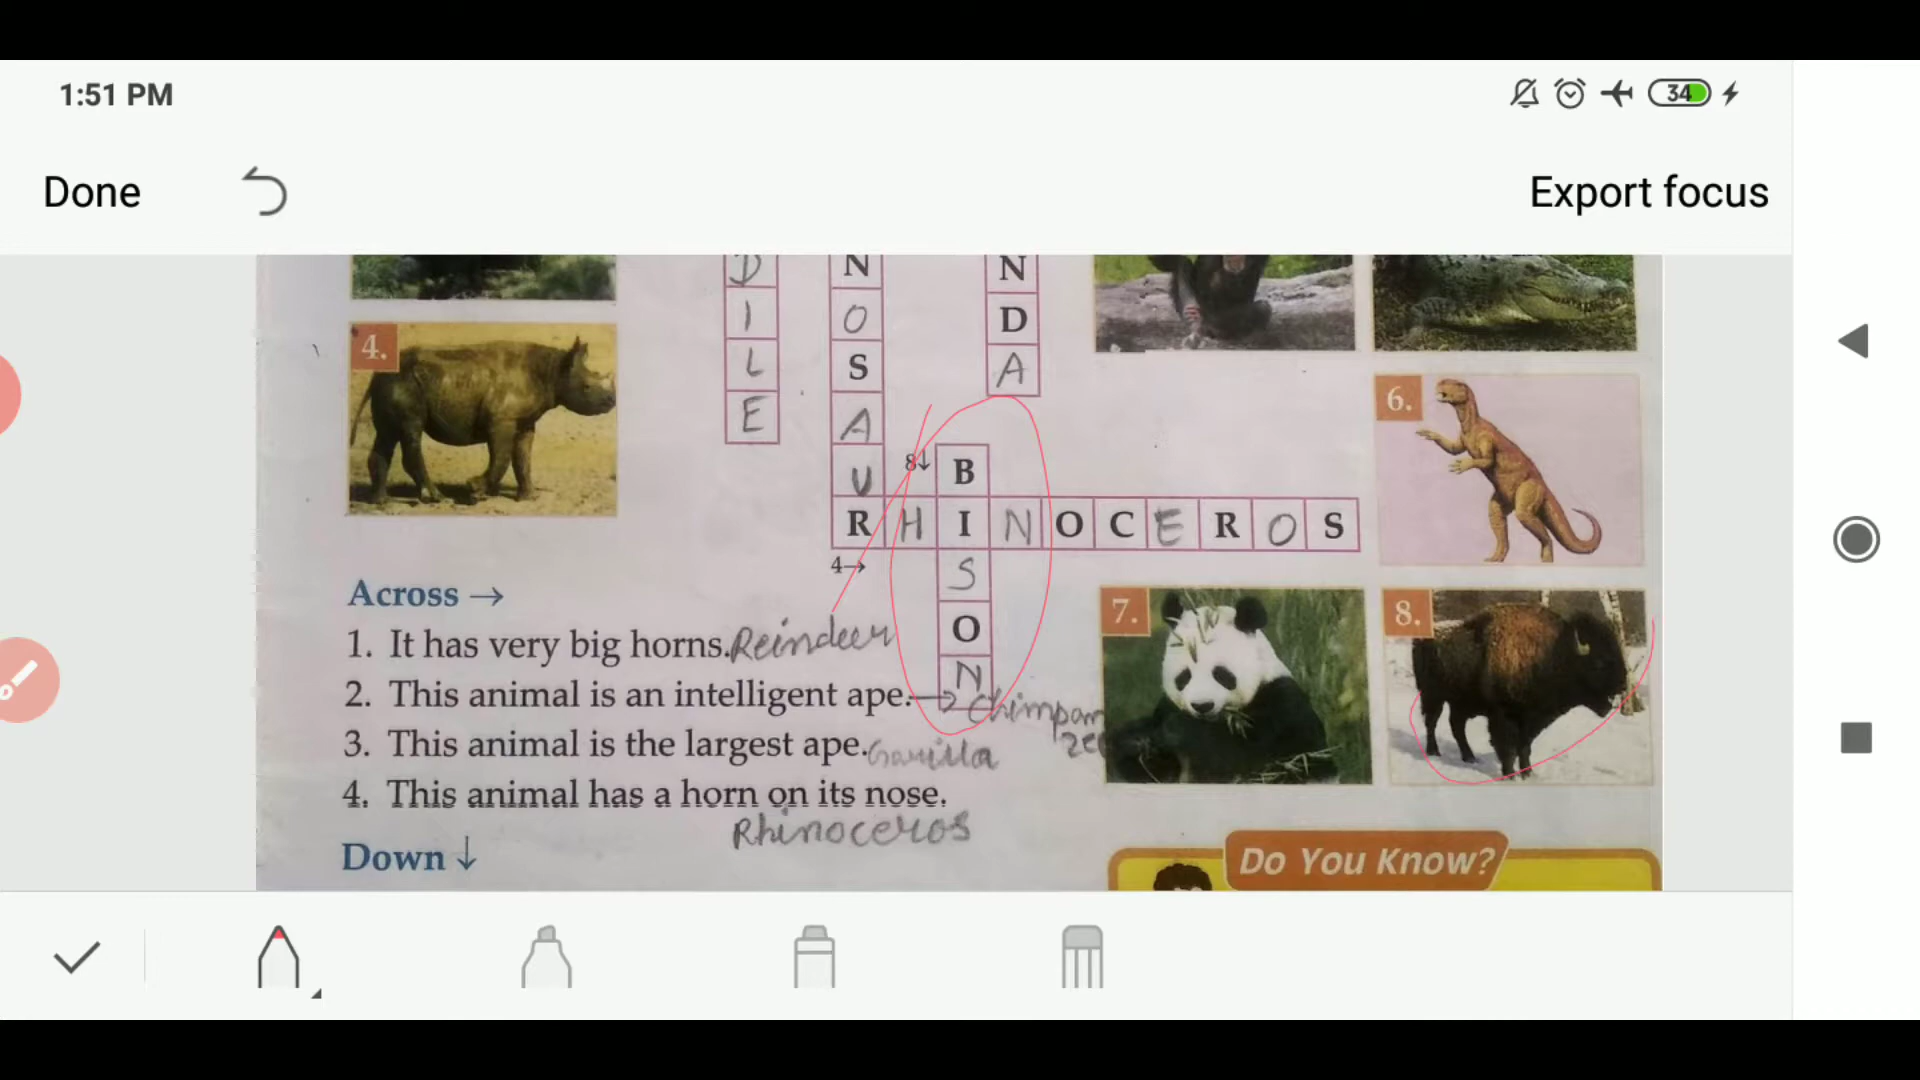 1:51 PM
34
Done
Export focus
D
I
L
E
N
O
S
A
U
R H I N O C E R O S
N
D
A
8↓
B
S
O
N
4→
4.
6.
7.
8.
Across →
1. It has very big horns. Reindeer
2. This animal is an intelligent ape. → Chimpan
zee
3. This animal is the largest ape. Gorilla
4. This animal has a horn on its nose.
Rhinoceros
Down ↓
Do You Know?